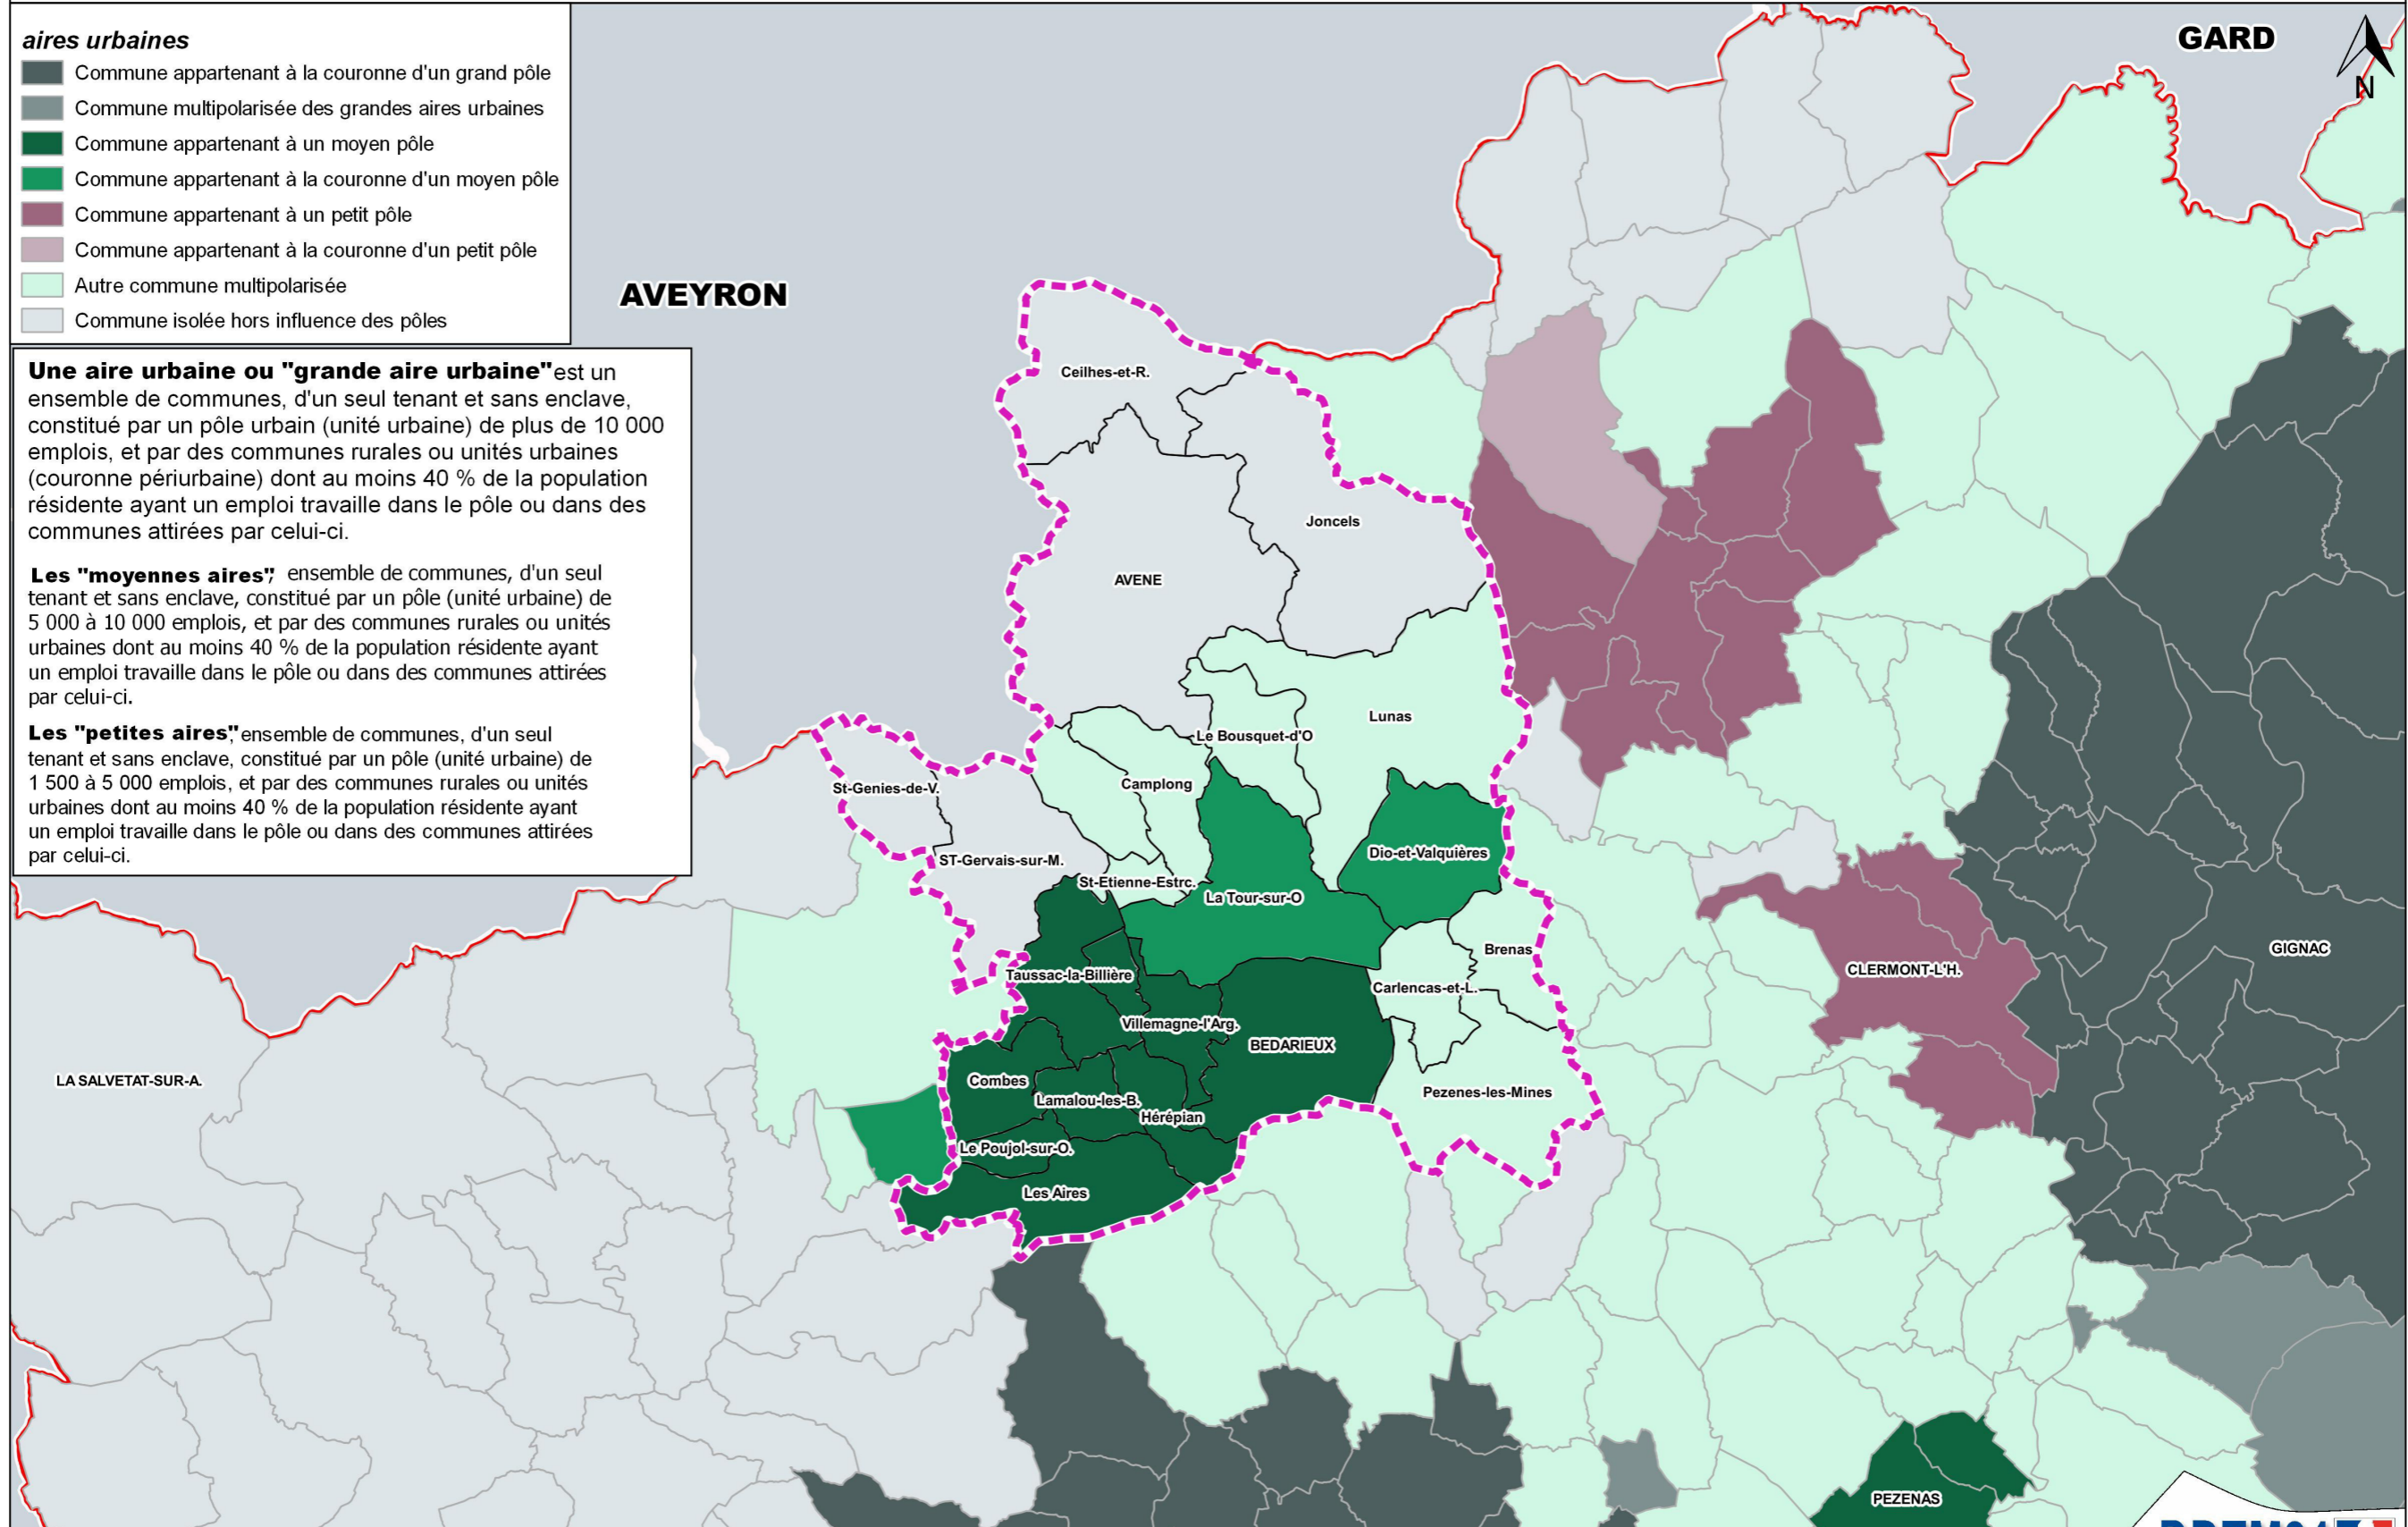 aires urbaines
Commune appartenant à la couronne d'un grand pôle
Commune multipolarisée des grandes aires urbaines
Commune appartenant à un moyen pôle
Commune appartenant à la couronne d'un moyen pôle
Commune appartenant à un petit pôle
Commune appartenant à la couronne d'un petit pôle
Autre commune multipolarisée
Commune isolée hors influence des pôles
Une aire urbaine ou "grande aire urbaine" est un
ensemble de communes, d'un seul tenant et sans enclave,
constitué par un pôle urbain (unité urbaine) de plus de 10 000
emplois, et par des communes rurales ou unités urbaines
(couronne périurbaine) dont au moins 40 % de la population
résidente ayant un emploi travaille dans le pôle ou dans des
communes attirées par celui-ci.
Les "moyennes aires", ensemble de communes, d'un seul
tenant et sans enclave, constitué par un pôle (unité urbaine) de
5 000 à 10 000 emplois, et par des communes rurales ou unités
urbaines dont au moins 40 % de la population résidente ayant
un emploi travaille dans le pôle ou dans des communes attirées
par celui-ci.
Les "petites aires", ensemble de communes, d'un seul
tenant et sans enclave, constitué par un pôle (unité urbaine) de
1 500 à 5 000 emplois, et par des communes rurales ou unités
urbaines dont au moins 40 % de la population résidente ayant
un emploi travaille dans le pôle ou dans des communes attirées
par celui-ci.
GARD
N
AVEYRON
Ceilhes-et-R.
Joncels
AVENE
Lunas
Le Bousquet-d'O
Camplong
St-Genies-de-V.
Dio-et-Valquières
ST-Gervais-sur-M.
St-Etienne-Estrc.
La Tour-sur-O
Brenas
GIGNAC
CLERMONT-L'H.
Taussac-la-Billière
Carlencas-et-L.
Villemagne-l'Arg.
BEDARIEUX
LA SALVETAT-SUR-A.
Combes
Pezenes-les-Mines
Lamalou-les-B.
Hérépian
Le Poujol-sur-O.
Les Aires
PEZENAS